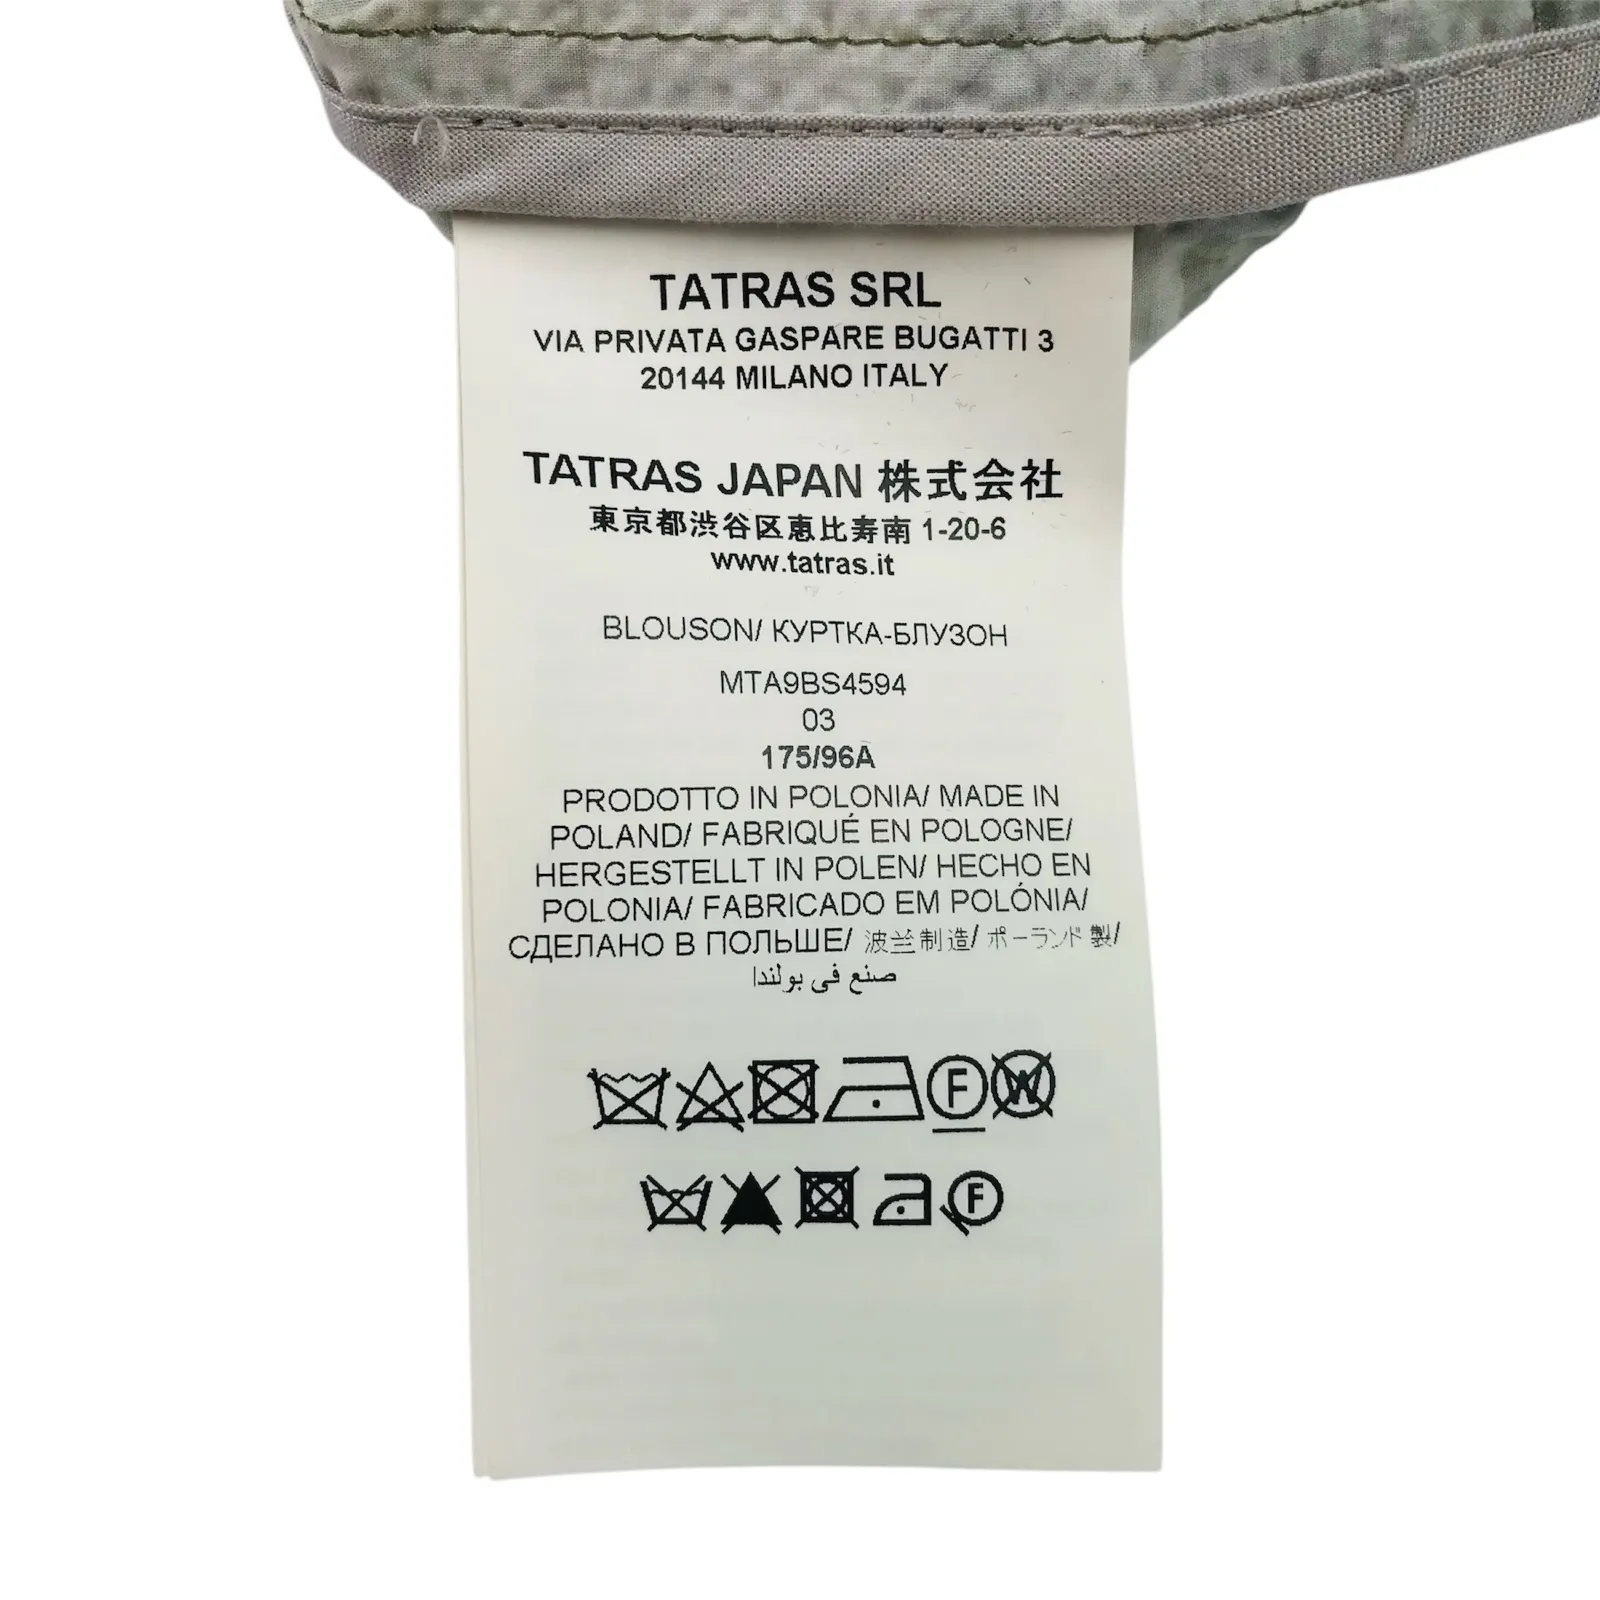 TATRAS SRL
VIA PRIVATA GASPARE BUGATTI 3
20144 MILANO ITALY
TATRAS JAPAN 株式会社
東京都渋谷区恵比寿南 1-20-6
www.tatras.it
BLOUSON/ КУРТКА-БЛУЗОН
MTA9BS4594
03
175/96A
PRODOTTO IN POLONIA/ MADE IN
POLAND/ FABRIQUÉ EN POLOGNE/
HERGESTELLT IN POLEN/ HECHO EN
POLONIA/ FABRICADO EM POLÓNIA/
СДЕЛАНО В ПОЛЬШЕ/ 波兰制造/ ポーランド 製/
صنع في بولندا
F W
F